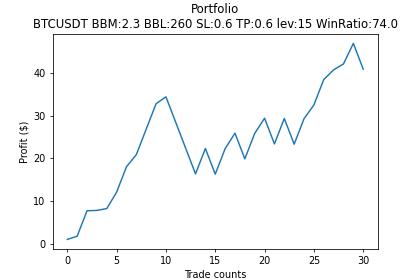 Portfolio
BTCUSDT BBM:2.3 BBL:260 SL:0.6 TP:0.6 lev:15 WinRatio:74.0
40
30
20
10
0
Profit ($)
0 5 10 15 20 25 30
Trade counts